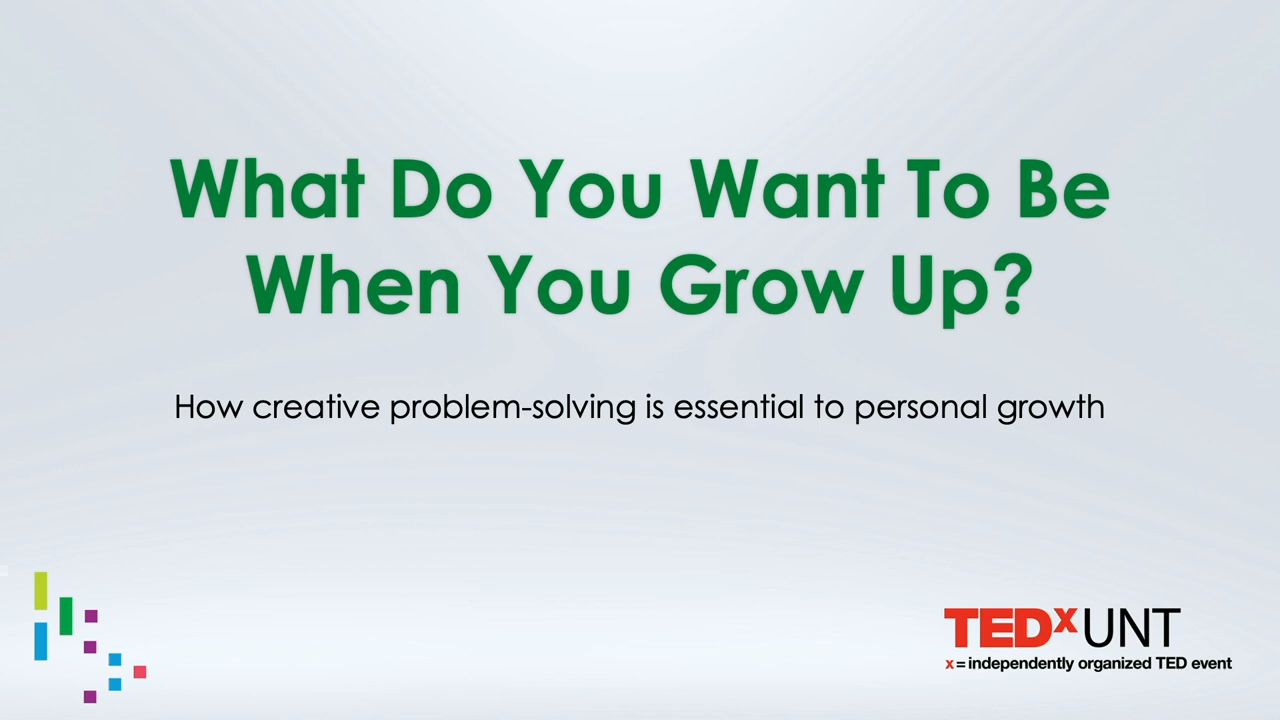 What Do You Want To Be
When You Grow Up?
How creative problem-solving is essential to personal growth
TEDxUNT
x = independently organized TED event